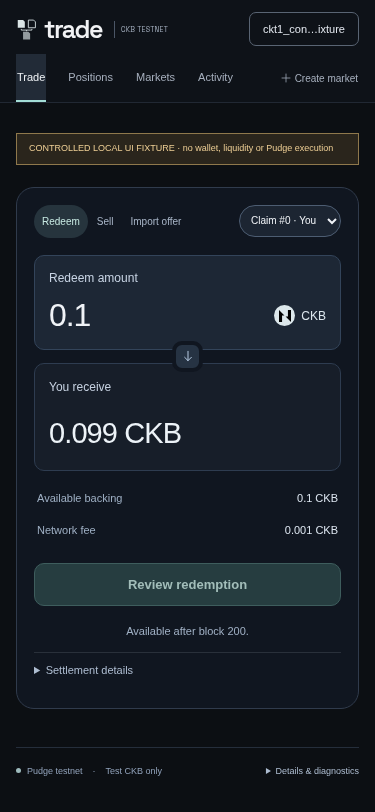 trade
CKB TESTNET
ckt1_con…ixture
Trade
Positions
Markets
Activity
Create market
CONTROLLED LOCAL UI FIXTURE · no wallet, liquidity or Pudge execution
Redeem
Sell
Import offer
Claim #0 · You
Redeem amount
0.1
CKB
You receive
0.099 CKB
Available backing
0.1 CKB
Network fee
0.001 CKB
Review redemption
Available after block 200.
Settlement details
Pudge testnet · Test CKB only
Details & diagnostics